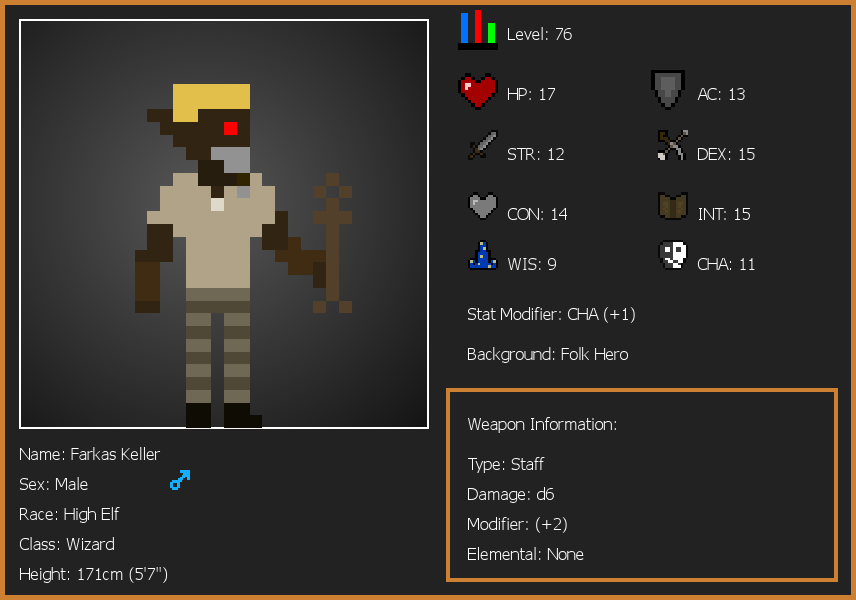 Level: 76
HP: 17
AC: 13
STR: 12
DEX: 15
CON: 14
INT: 15
WIS: 9
CHA: 11
Stat Modifier: CHA (+1)
Background: Folk Hero
Weapon Information:
Type: Staff
Damage: d6
Modifier: (+2)
Elemental: None
Name: Farkas Keller
Sex: Male
Race: High Elf
Class: Wizard
Height: 171cm (5'7")